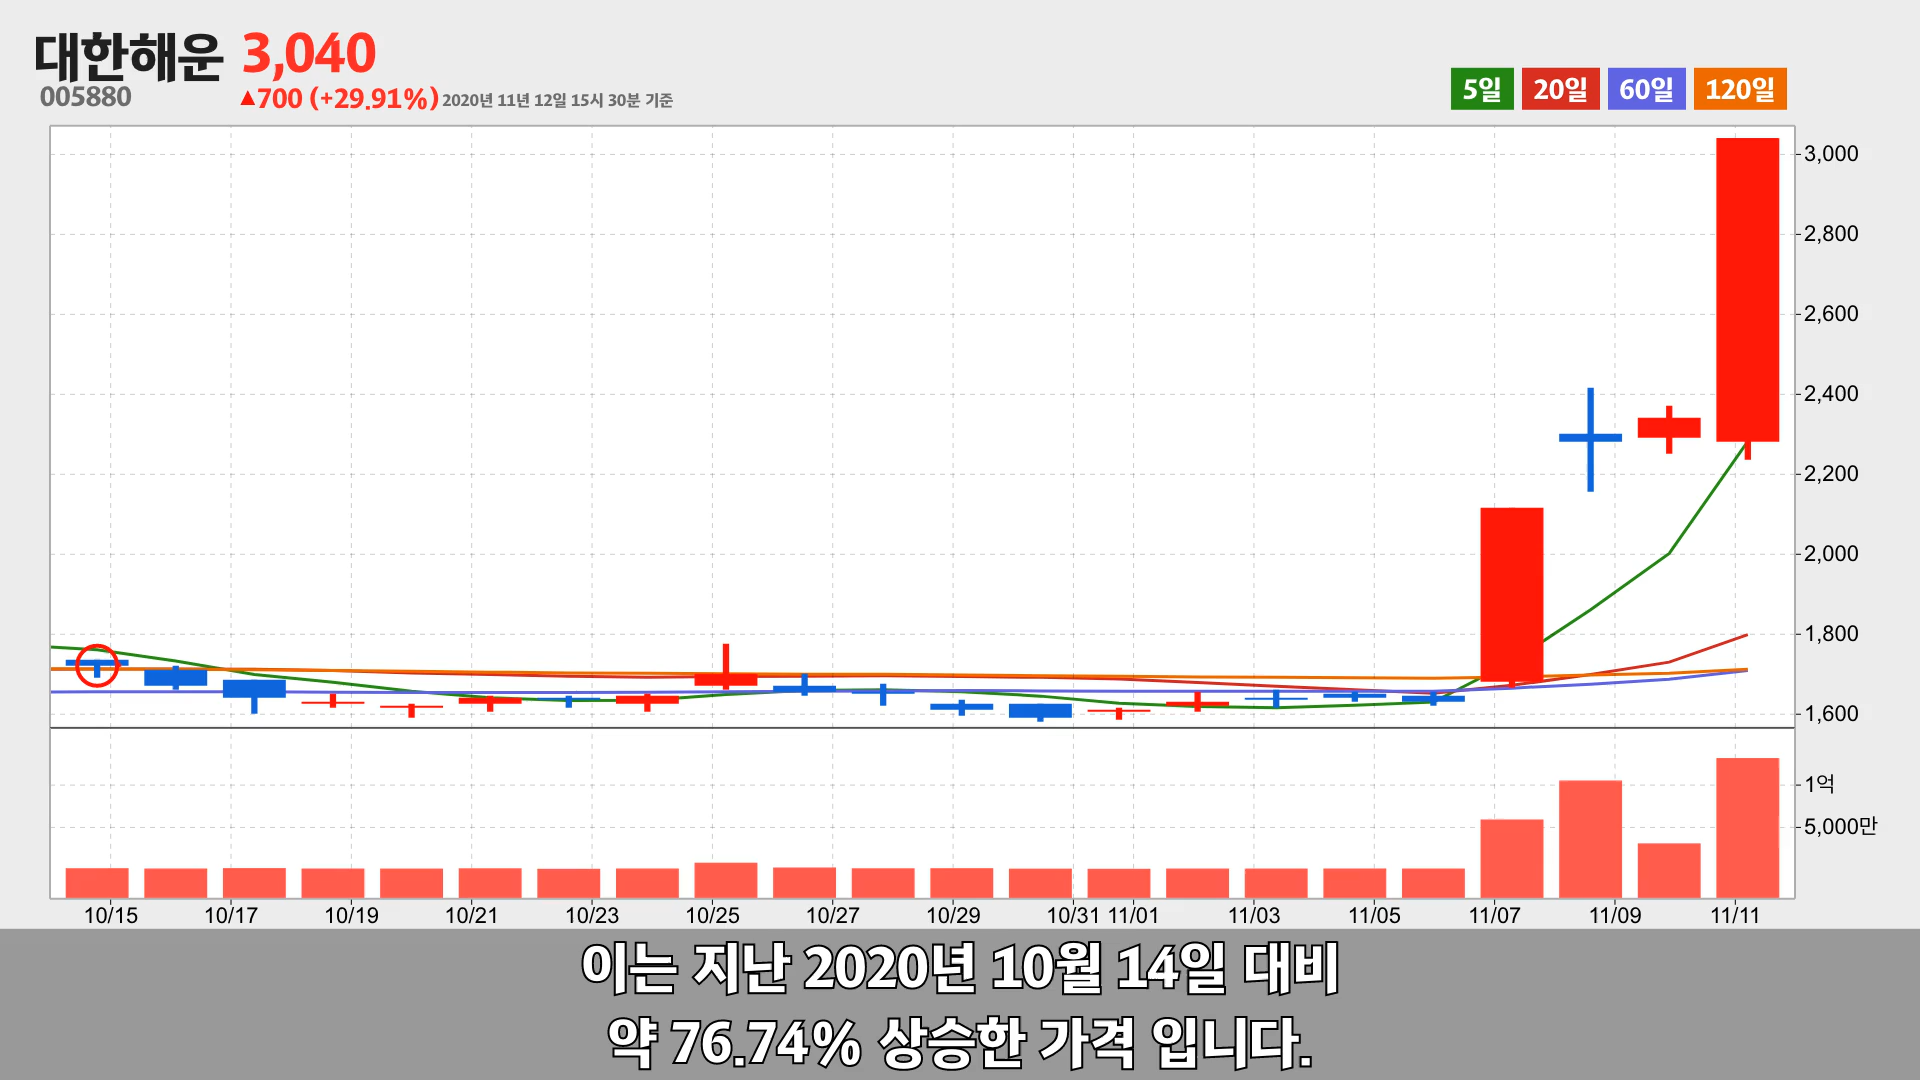 대한해운 3,040
005880
▲700 (+29.91%) 2020년 11년 12일 15시 30분 기준
5일 20일 60일 120일
3,000
2,800
2,600
2,400
2,200
2,000
1,800
1,600
1억
5,000만
10/15 10/17 10/19 10/21 10/23 10/25 10/27 10/29 10/31 11/01 11/03 11/05 11/07 11/09 11/11
이는 지난 2020년 10월 14일 대비
약 76.74% 상승한 가격 입니다.